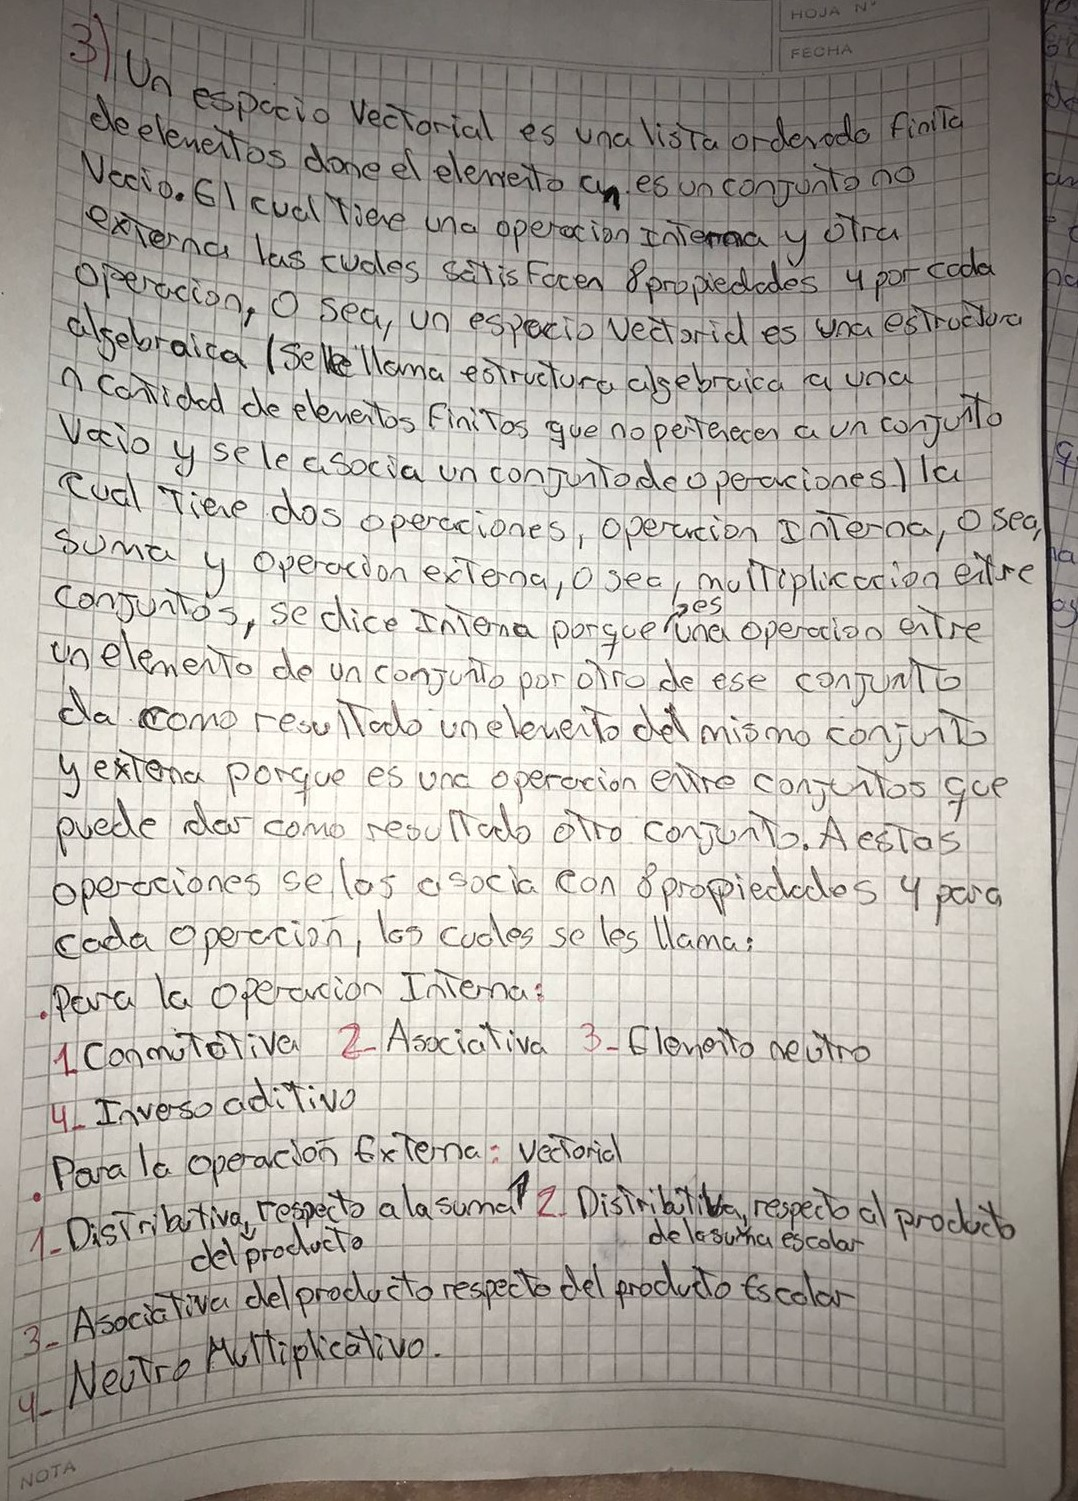 HOJA N°
FECHA
3) Un espacio Vectorial es una lista ordenada finita
de elementos done el elemento an es un conjunto no
Vacio. El cual Tiene una operacion Interna y otra
externa las cuales satisfacen 8 propiedades 4 por cada
operacion, O sea, un espacio Vectorial es una estructura
algebraica (Se le llama estructura algebraica a una
n cantidad de elementos finitos que no pertenecen a un conjunto
Vacio y se le asocia un conjunto de operaciones) la
cual Tiene dos operaciones, operacion Interna, O sea,
suma y operacion externa, O sea, multiplicacion entre
conjuntos, se dice Interna porque es una operacion entre
un elemento de un conjunto por otro de ese conjunto
da como resultado un elemento del mismo conjunto
y externa porque es una operacion entre conjuntos que
puede dar como resultado otro conjunto. A estas
operaciones se las asocia con 8 propiedades 4 para
cada operacion, las cuales se les llama:
. Para la operacion Interna:
1 Conmutativa 2- Asociativa 3- Elemento neutro
4- Inverso aditivo
. Para la operación Externa: vectorial
1- Distributiva, respecto a la suma 2- Distributiva, respecto al producto
del producto de la suma escolar
3- Asociativa del producto respecto del producto Escolar
4- Neutro Multiplicativo.
NOTA